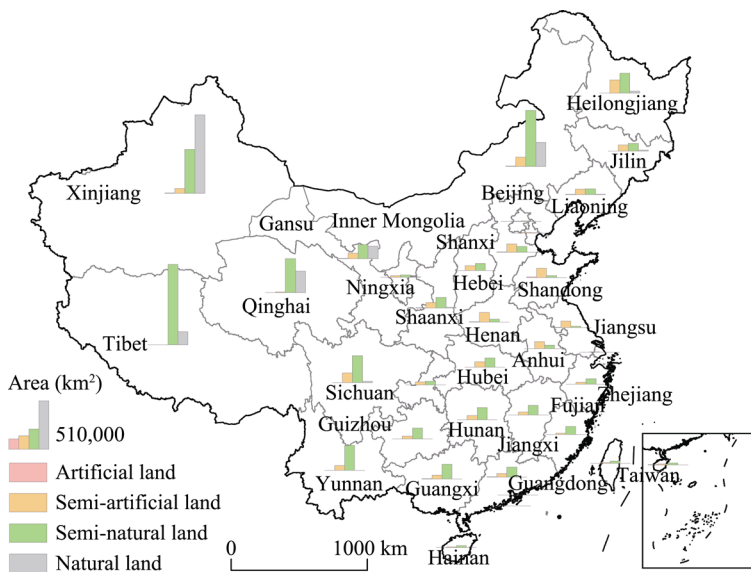 Heilongjiang
Jilin
Xinjiang
Beijing
Liaoning
Gansu
Inner Mongolia
Shanxi
Ningxia
Hebei
Shandong
Qinghai
Shaanxi
Tibet
Henan
Jiangsu
Anhui
Area (km²)
Hubei
Sichuan
Zhejiang
Fujian
510,000
Guizhou
Hunan
Jiangxi
Artificial land
Yunnan
Guangxi
Guangdong
Taiwan
Semi-artificial land
Semi-natural land
0 1000 km
Hainan
Natural land